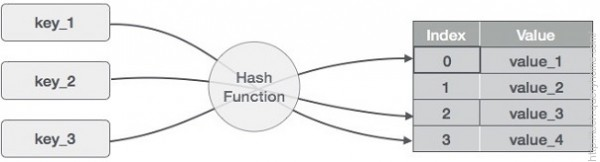 key_1
key_2
key_3
Hash
Function
Index Value
0 value_1
1 value_2
2 value_3
3 value_4